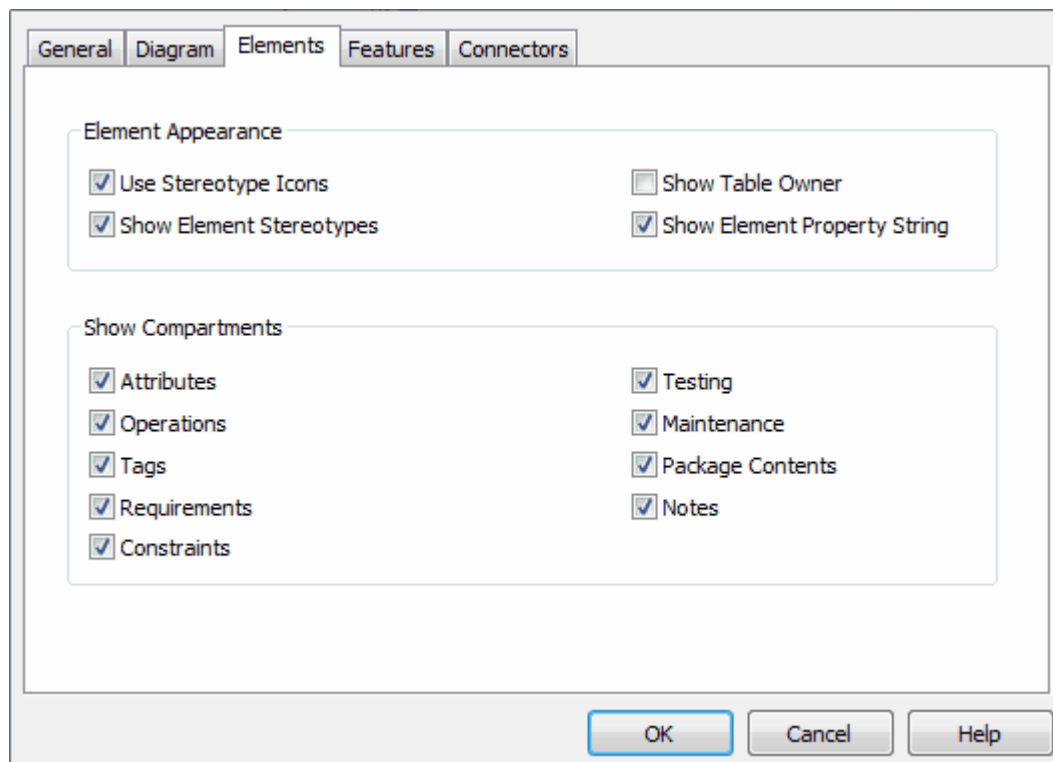 General Diagram Elements Features Connectors
Element Appearance
Use Stereotype Icons
Show Table Owner
Show Element Stereotypes
Show Element Property String
Show Compartments
Attributes
Testing
Operations
Maintenance
Tags
Package Contents
Requirements
Notes
Constraints
OK Cancel Help